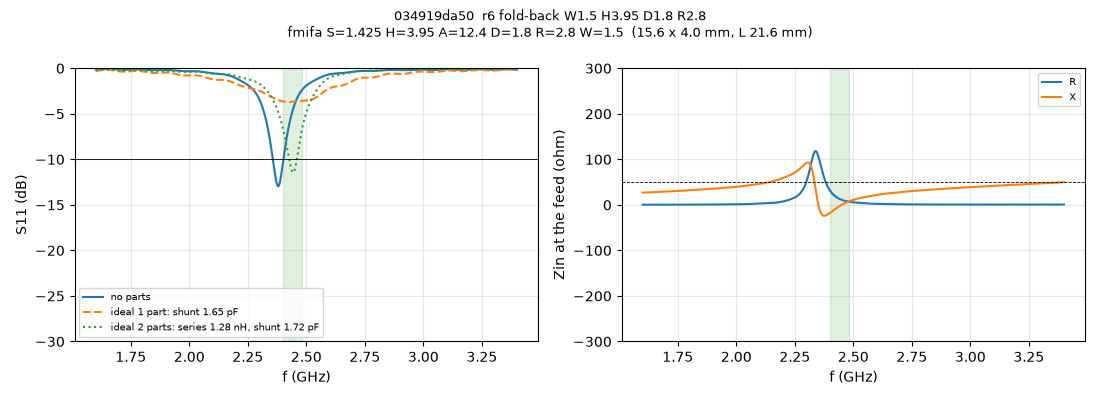 034919da50  r6 fold-back W1.5 H3.95 D1.8 R2.8
fmifa S=1.425 H=3.95 A=12.4 D=1.8 R=2.8 W=1.5  (15.6 x 4.0 mm, L 21.6 mm)
S11 (dB)
0
−5
−10
−15
−20
−25
−30
no parts
ideal 1 part: shunt 1.65 pF
ideal 2 parts: series 1.28 nH, shunt 1.72 pF
1.75 2.00 2.25 2.50 2.75 3.00 3.25
f (GHz)
Zin at the feed (ohm)
300
200
100
0
−100
−200
−300
R
X
1.75 2.00 2.25 2.50 2.75 3.00 3.25
f (GHz)